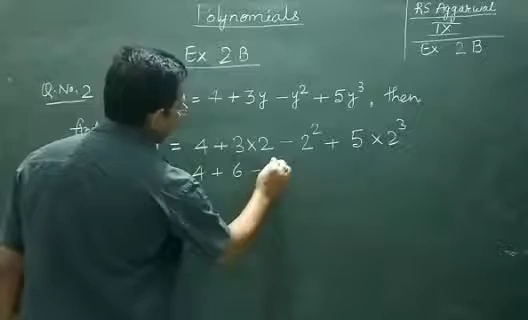 Polynomials
RS Aggarwal
IX
Ex 2B
Ex 2B
Q.No. 2 = 4 + 3y - y² + 5y³, then
= 4 + 3×2 - 2² + 5×2³
4 + 6 -